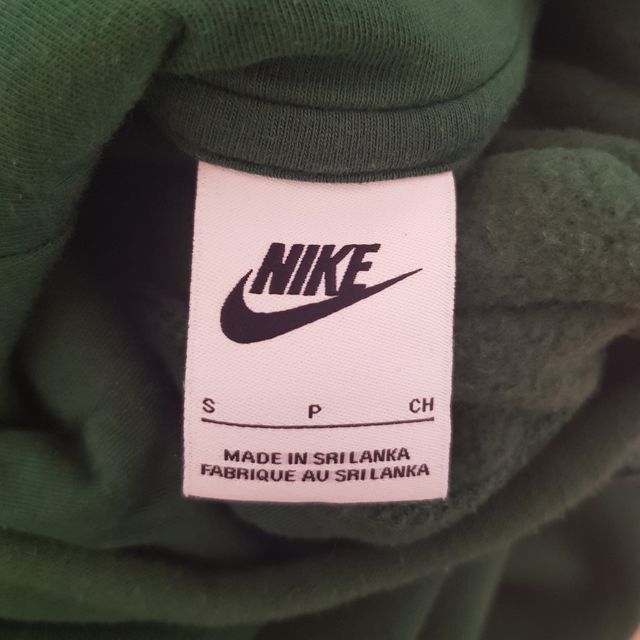 NIKE
S P CH
MADE IN SRI LANKA
FABRIQUE AU SRI LANKA